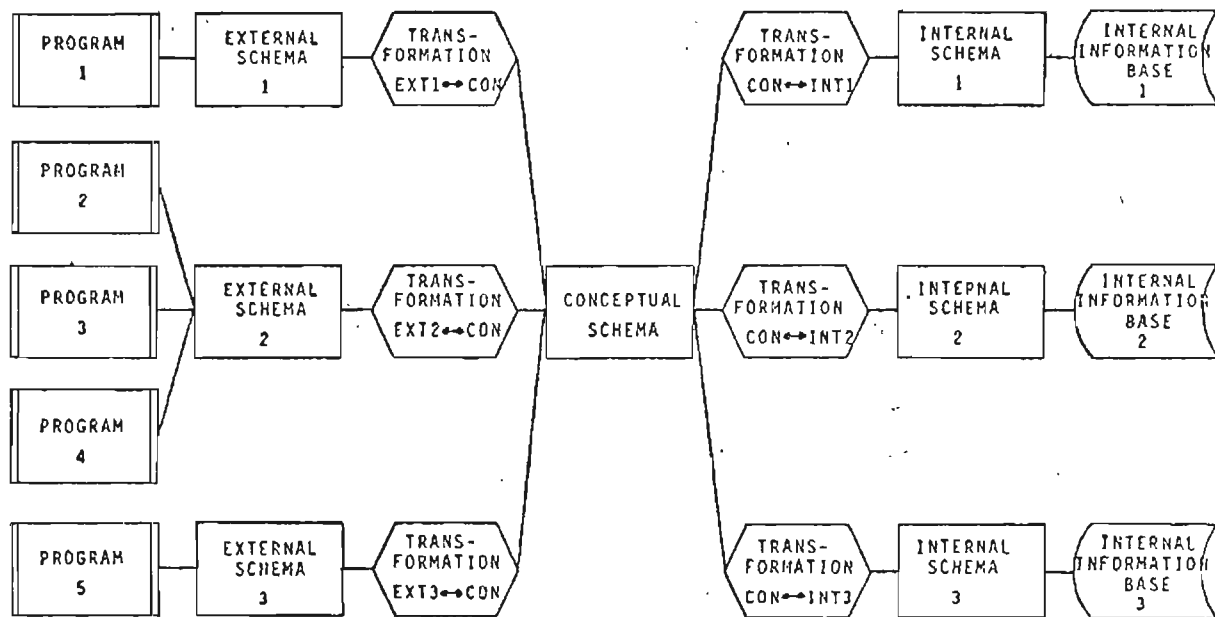 PROGRAM
1
EXTERNAL
SCHEMA
1
TRANS-
FORMATION
EXT1↔CON
TRANS-
FORMATION
CON↔INT1
INTERNAL
SCHEMA
1
INTERNAL
INFORMATION
BASE
1
PROGRAM
2
PROGRAM
3
EXTERNAL
SCHEMA
2
TRANS-
FORMATION
EXT2↔CON
CONCEPTUAL
SCHEMA
TRANS-
FORMATION
CON↔INT2
INTEPNAL
SCHEMA
2
INTERNAL
INFORMATION
BASE
2
PROGRAM
4
PROGRAM
5
EXTERNAL
SCHEMA
3
TRANS-
FORMATION
EXT3↔CON
TRANS-
FORMATION
CON↔INT3
INTERNAL
SCHEMA
3
INTERNAL
INFORMATION
BASE
3